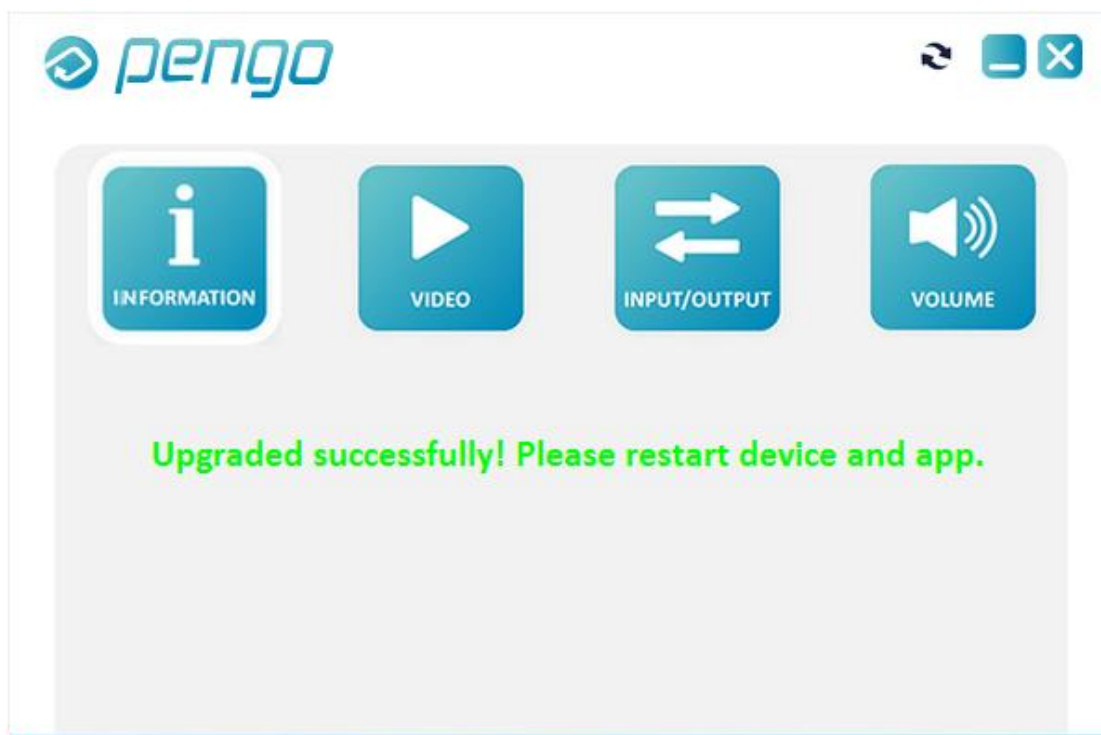 pengo
INFORMATION
VIDEO
INPUT/OUTPUT
VOLUME
Upgraded successfully! Please restart device and app.